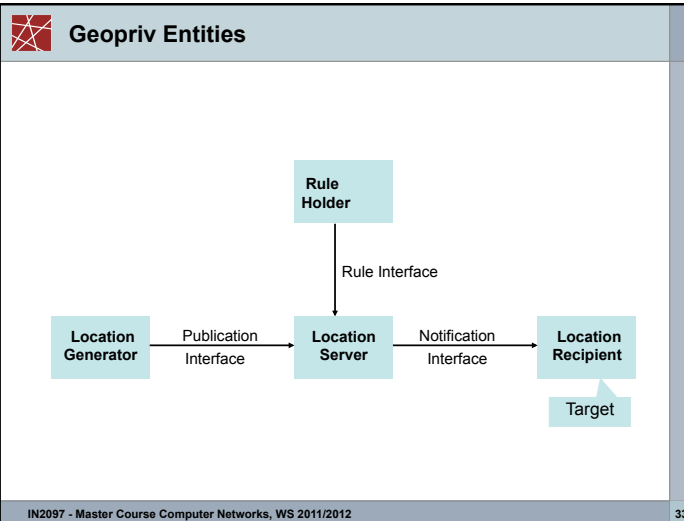 Geopriv Entities
Rule
Holder
Rule Interface
Location
Generator
Publication
Interface
Location
Server
Notification
Interface
Location
Recipient
Target
IN2097 - Master Course Computer Networks, WS 2011/2012
33